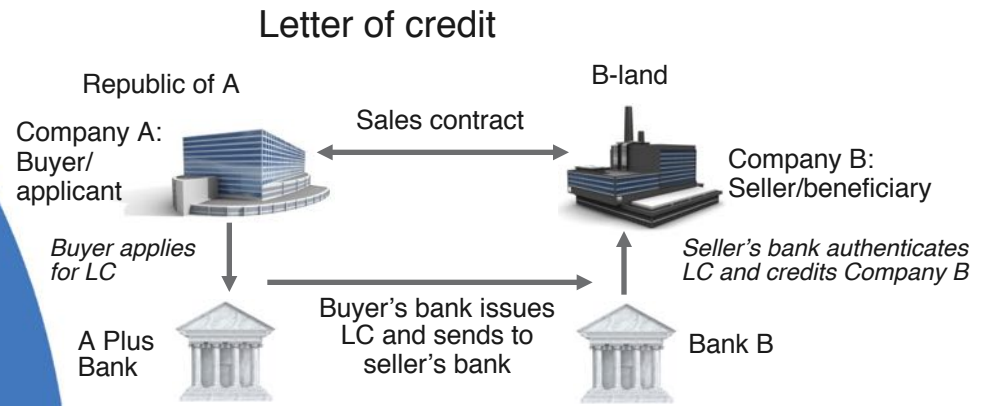 Letter of credit
Republic of A
B-land
Company A:
Buyer/
applicant
Sales contract
Company B:
Seller/beneficiary
Buyer applies
for LC
Seller’s bank authenticates
LC and credits Company B
Buyer’s bank issues
LC and sends to
seller’s bank
A Plus
Bank
Bank B